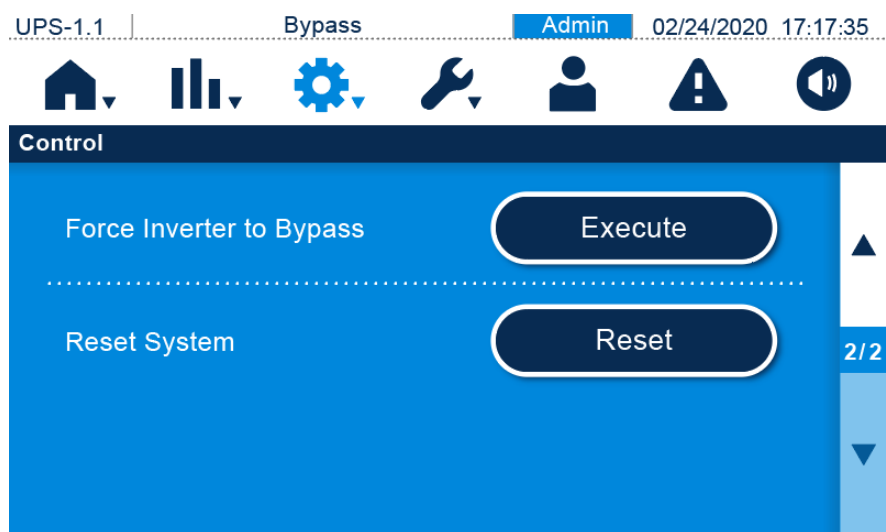 UPS-1.1 Bypass Admin 02/24/2020 17:17:35
Control
Force Inverter to Bypass Execute
Reset System Reset
2/2